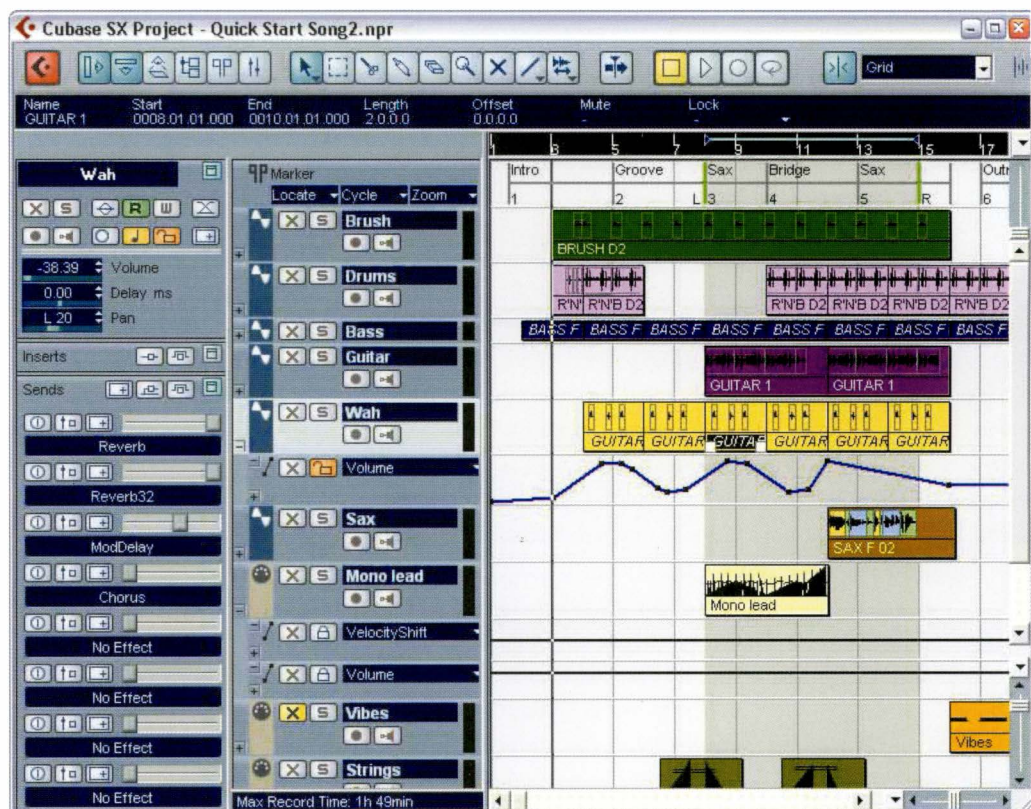 Cubase SX Project - Quick Start Song2.npr
Grid
Name Start End Length Offset Mute Lock
GUITAR 1 0008.01.01.000 0010.01.01.000 2.0.0.0 0.0.0.0 - -
1 5 7 9 11 13 15 17
Wah
Marker
Locate Cycle Zoom
Intro Groove Sax Bridge Sax Outr
1 2 L 3 4 5 R 6
X S R W
-38.39 Volume
0.00 Delay ms
L 20 Pan
Inserts
Sends
Reverb
Reverb32
ModDelay
Chorus
No Effect
No Effect
No Effect
No Effect
X S Brush
BRUSH D2
X S Drums
R'N'B D2 R'N'B D2 R'N'B D2 R'N'B D2 R'N'B D2
X S Bass
BASS F BASS F BASS F BASS F BASS F BASS F BASS F BASS F
X S Guitar
GUITAR 1 GUITAR 1
X S Wah
GUITAR GUITAR GUITAR GUITAR GUITAR GUITAR
X Volume
X S Sax
SAX F 02
X S Mono lead
Mono lead
X VelocityShift
X Volume
X S Vibes
Vibes
X S Strings
Max Record Time: 1h 49min